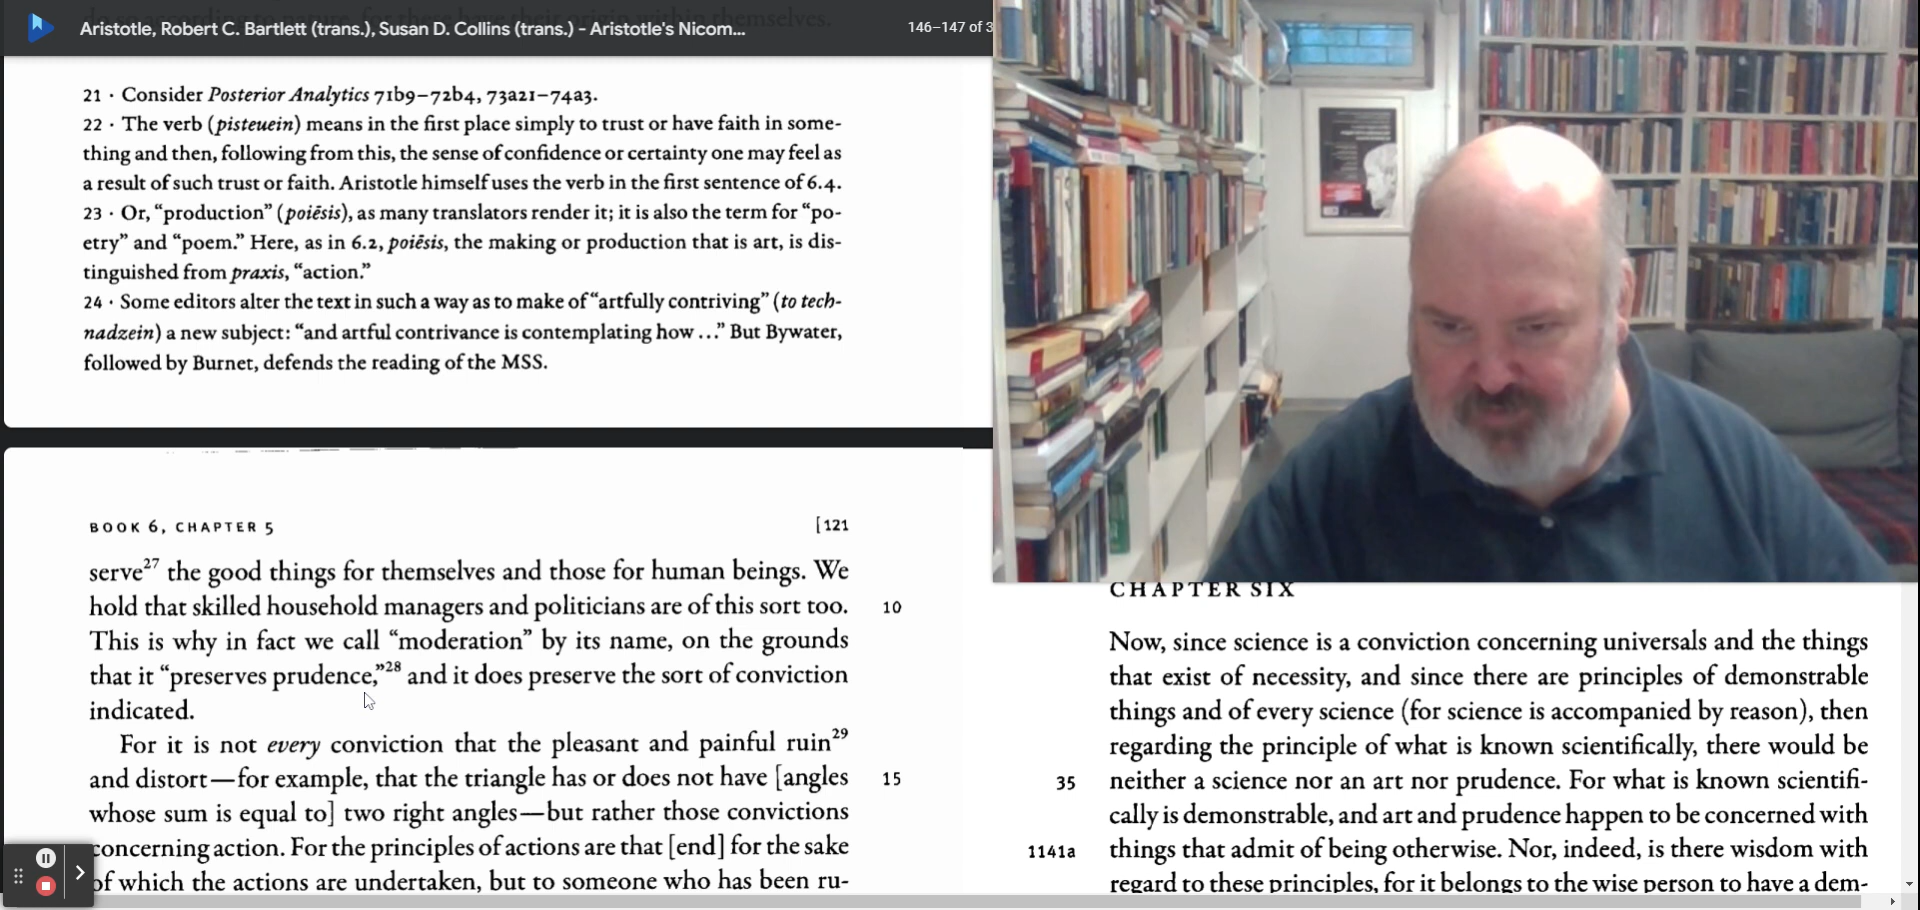 do so according to nature, for these have their origin within themselves.
Aristotle, Robert C. Bartlett (trans.), Susan D. Collins (trans.) - Aristotle's Nicom...
146–147 of 3
21 · Consider Posterior Analytics 71b9–72b4, 73a21–74a3.
22 · The verb (pisteuein) means in the first place simply to trust or have faith in some-
thing and then, following from this, the sense of confidence or certainty one may feel as
a result of such trust or faith. Aristotle himself uses the verb in the first sentence of 6.4.
23 · Or, “production” (poiēsis), as many translators render it; it is also the term for “po-
etry” and “poem.” Here, as in 6.2, poiēsis, the making or production that is art, is dis-
tinguished from praxis, “action.”
24 · Some editors alter the text in such a way as to make of “artfully contriving” (to tech-
nadzein) a new subject: “and artful contrivance is contemplating how ...” But Bywater,
followed by Burnet, defends the reading of the MSS.
BOOK 6, CHAPTER 5
[121
serve27 the good things for themselves and those for human beings. We
hold that skilled household managers and politicians are of this sort too. 10
This is why in fact we call “moderation” by its name, on the grounds
that it “preserves prudence,”28 and it does preserve the sort of conviction
indicated.
For it is not every conviction that the pleasant and painful ruin29
and distort—for example, that the triangle has or does not have [angles 15
whose sum is equal to] two right angles—but rather those convictions
concerning action. For the principles of actions are that [end] for the sake
of which the actions are undertaken, but to someone who has been ru-
CHAPTER SIX
Now, since science is a conviction concerning universals and the things
that exist of necessity, and since there are principles of demonstrable
things and of every science (for science is accompanied by reason), then
regarding the principle of what is known scientifically, there would be
35 neither a science nor an art nor prudence. For what is known scientifi-
cally is demonstrable, and art and prudence happen to be concerned with
1141a things that admit of being otherwise. Nor, indeed, is there wisdom with
regard to these principles, for it belongs to the wise person to have a dem-